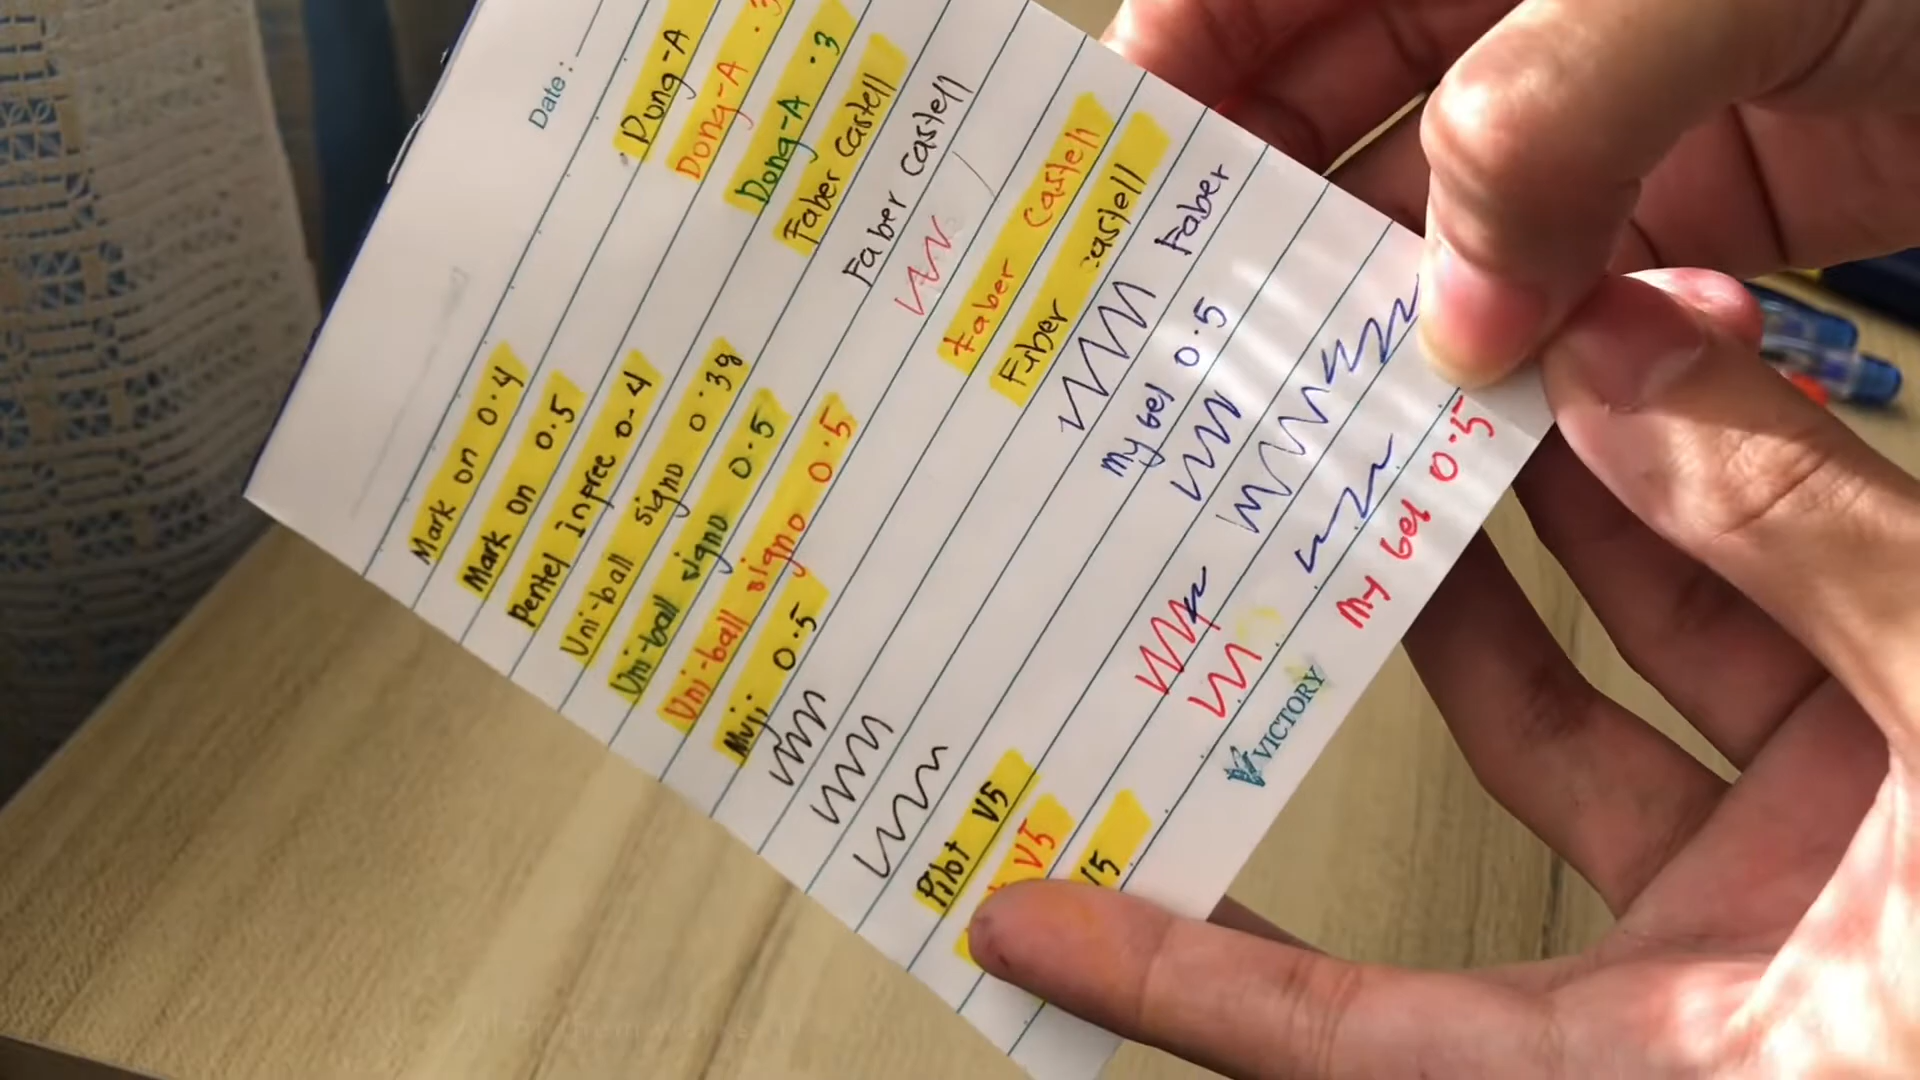 Date:
Mark on 0.4
Mark on 0.5
Pentel Infree 0.4
Uni-ball signo 0.38
Uni-ball signo 0.5
Uni-ball signo 0.5
Muji 0.5
Pilot V5
V5
V5
Dong-A
Dong-A .3
Dong-A .3
Faber Castell
Faber Castell
Faber Castell
Faber castell
Faber
My Gel 0.5
My Gel 0.5
VICTORY